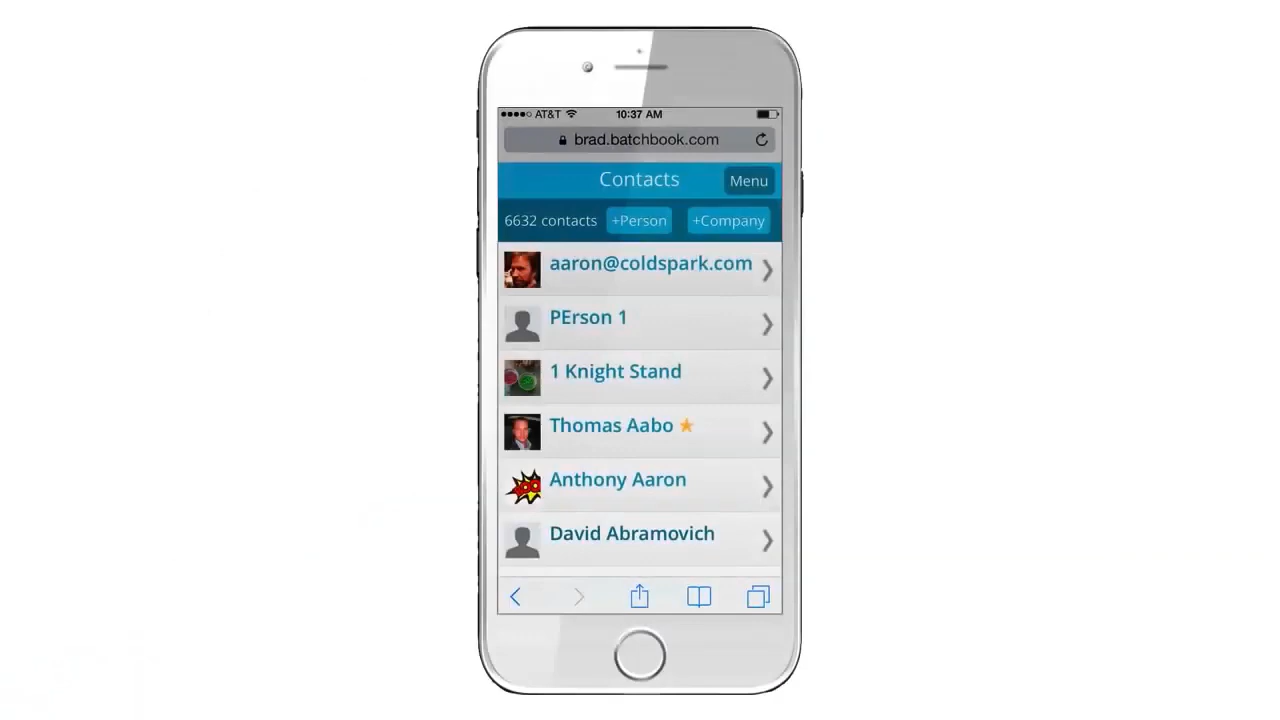 AT&T 10:37 AM
brad.batchbook.com
Contacts Menu
6632 contacts +Person +Company
aaron@coldspark.com
PErson 1
1 Knight Stand
Thomas Aabo
Anthony Aaron
David Abramovich